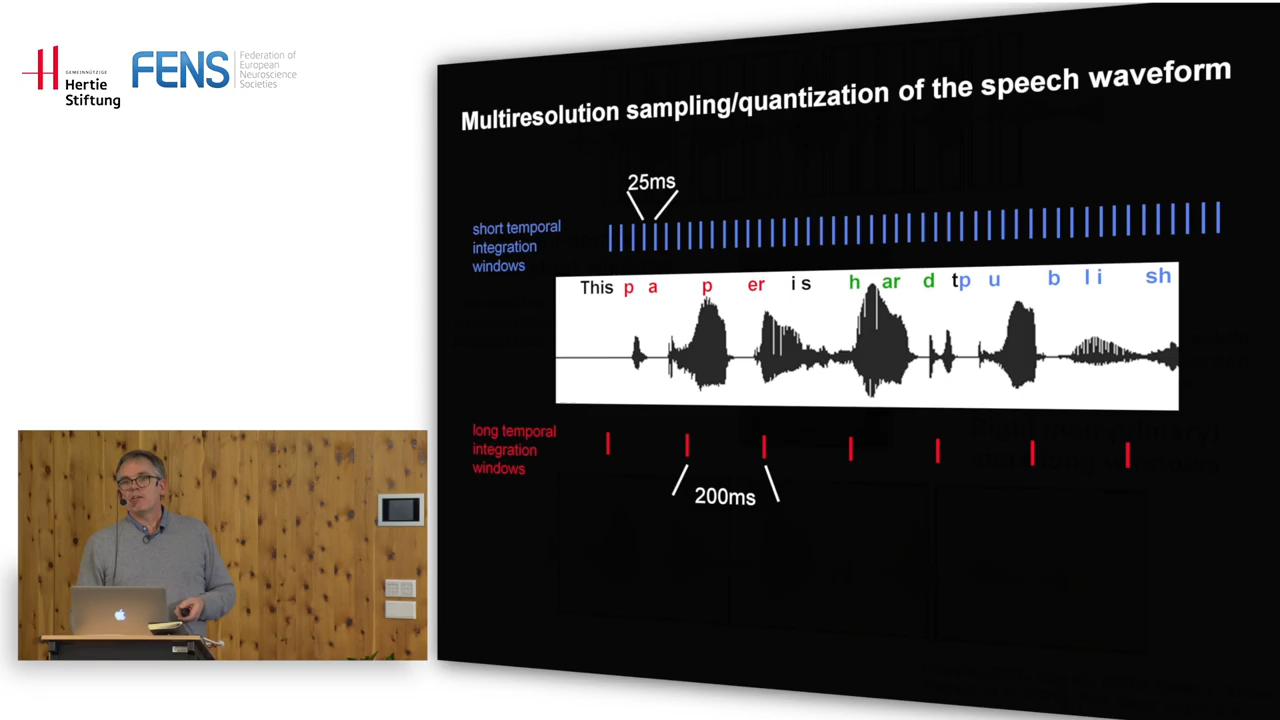 GEMEINNÜTZIGE
Hertie
Stiftung
FENS
Federation of
European
Neuroscience
Societies
Multiresolution sampling/quantization of the speech waveform
25ms
short temporal
integration
windows
This p a p er i s h ar d tp u b l i sh
long temporal
integration
windows
200ms